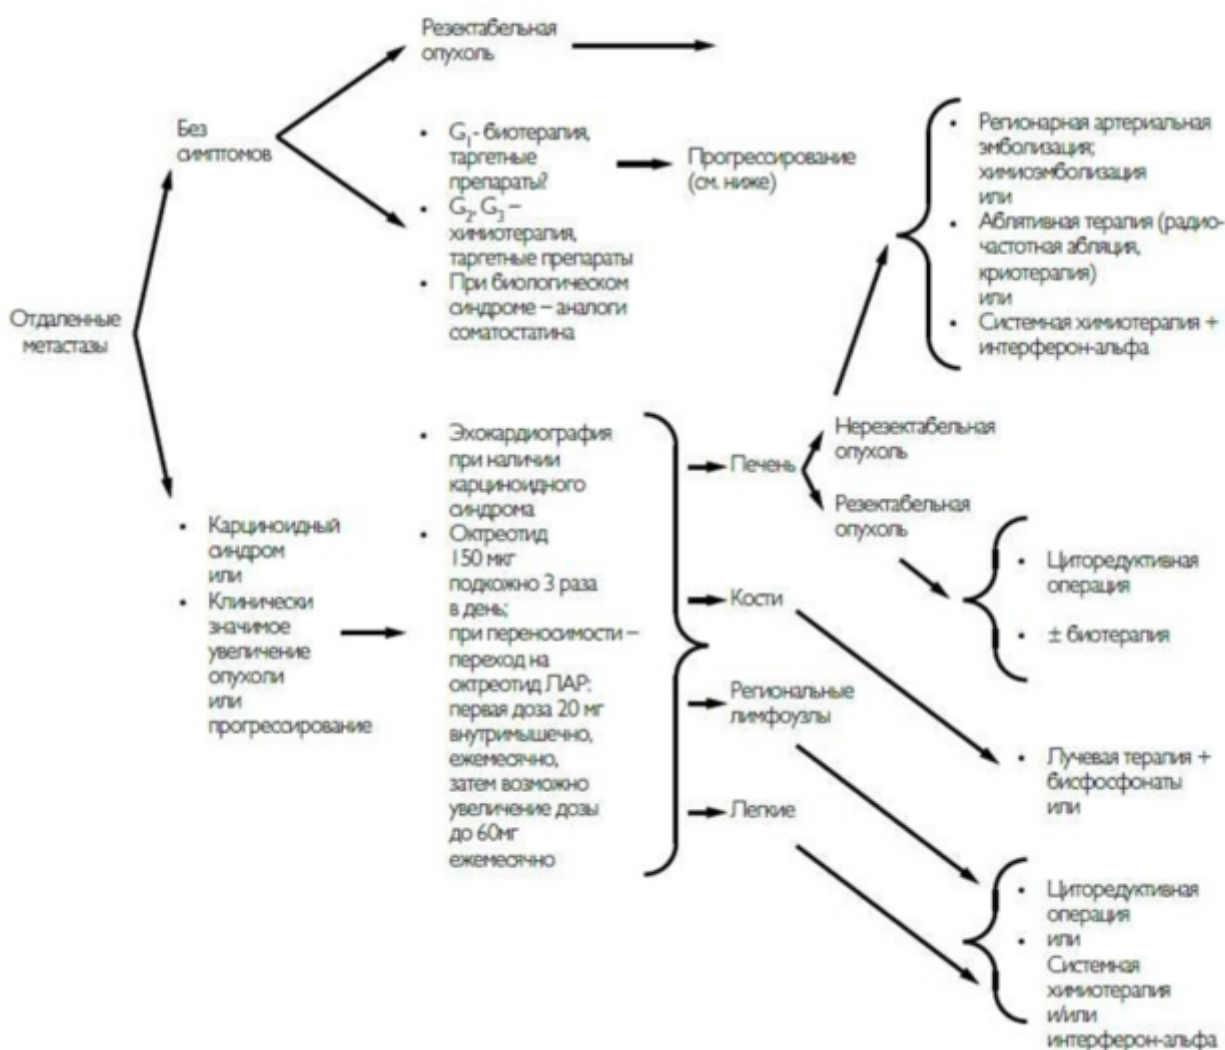 Резектабельная
опухоль
Без
симптомов
• G1- биотерапия,
таргетные
препараты?
• G2, G3 –
химиотерапия,
таргетные препараты
• При биологическом
синдроме – аналоги
соматостатина
Прогрессирование
(см. ниже)
• Регионарная артериальная
эмболизация;
химиоэмболизация
или
• Аблятивная терапия (радио-
частотная абляция,
криотерапия)
или
• Системная химиотерапия +
интерферон-альфа
Отдаленные
метастазы
• Карциноидный
синдром
или
• Клинически
значимое
увеличение
опухоли
или
прогрессирование
• Эхокардиография
при наличии
карциноидного
синдрома
• Октреотид
150 мкг
подкожно 3 раза
в день;
при переносимости –
переход на
октреотид ЛАР:
первая доза 20 мг
внутримышечно,
ежемесячно,
затем возможно
увеличение дозы
до 60мг
ежемесячно
Печень
Нерезектабельная
опухоль
Резектабельная
опухоль
• Циторедуктивная
операция
• ± биотерапия
Кости
Региональные
лимфоузлы
Легкие
• Лучевая терапия +
бисфосфонаты
или
• Циторедуктивная
операция
• или
Системная
химиотерапия
и/или
интерферон-альфа